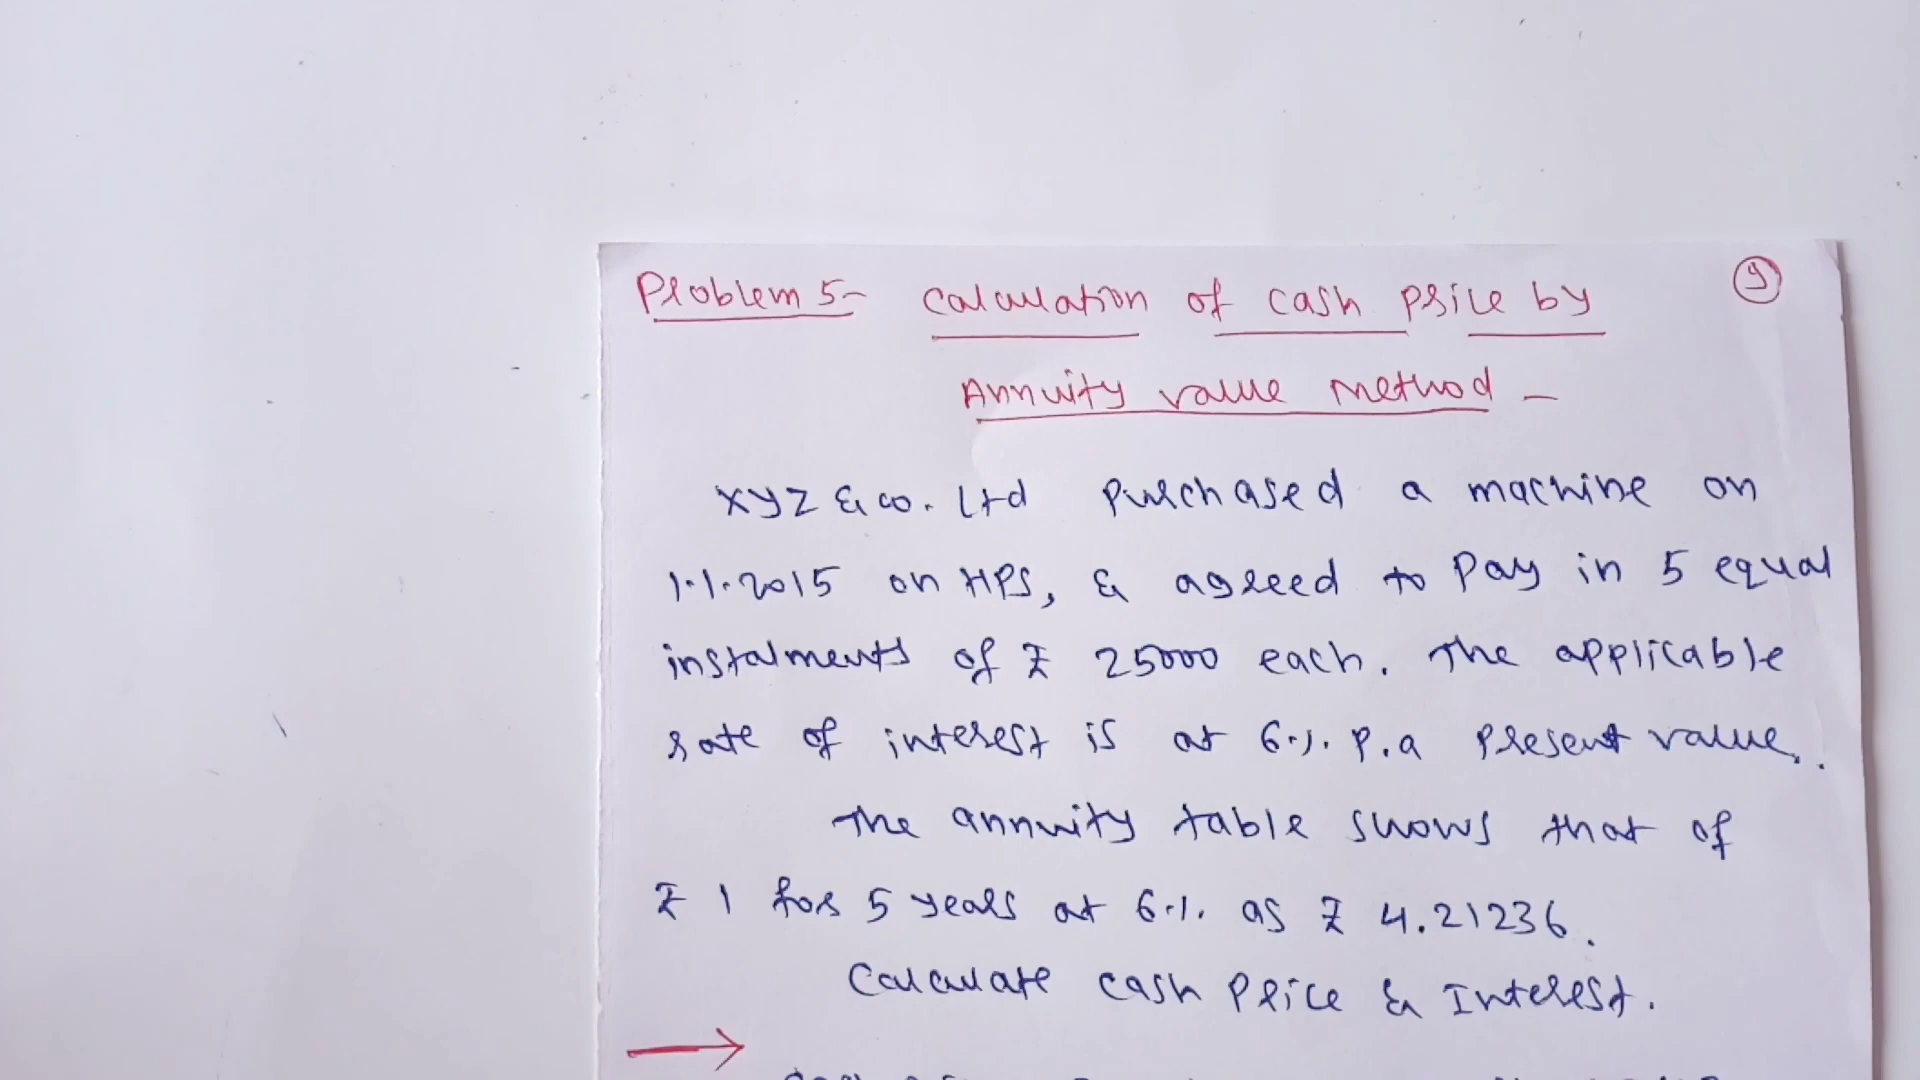 Problem 5- Calculation of cash price by
9
Annuity value Method -
XYZ & co. Ltd purchased a machine on
1.1.2015 on HPS, & agreed to pay in 5 equal
instalments of ₹ 25000 each. The applicable
rate of interest is at 6%. P.a present value.
The annuity table shows that of
₹ 1 for 5 years at 6%. as ₹ 4.21236.
Calculate cash price & Interest.